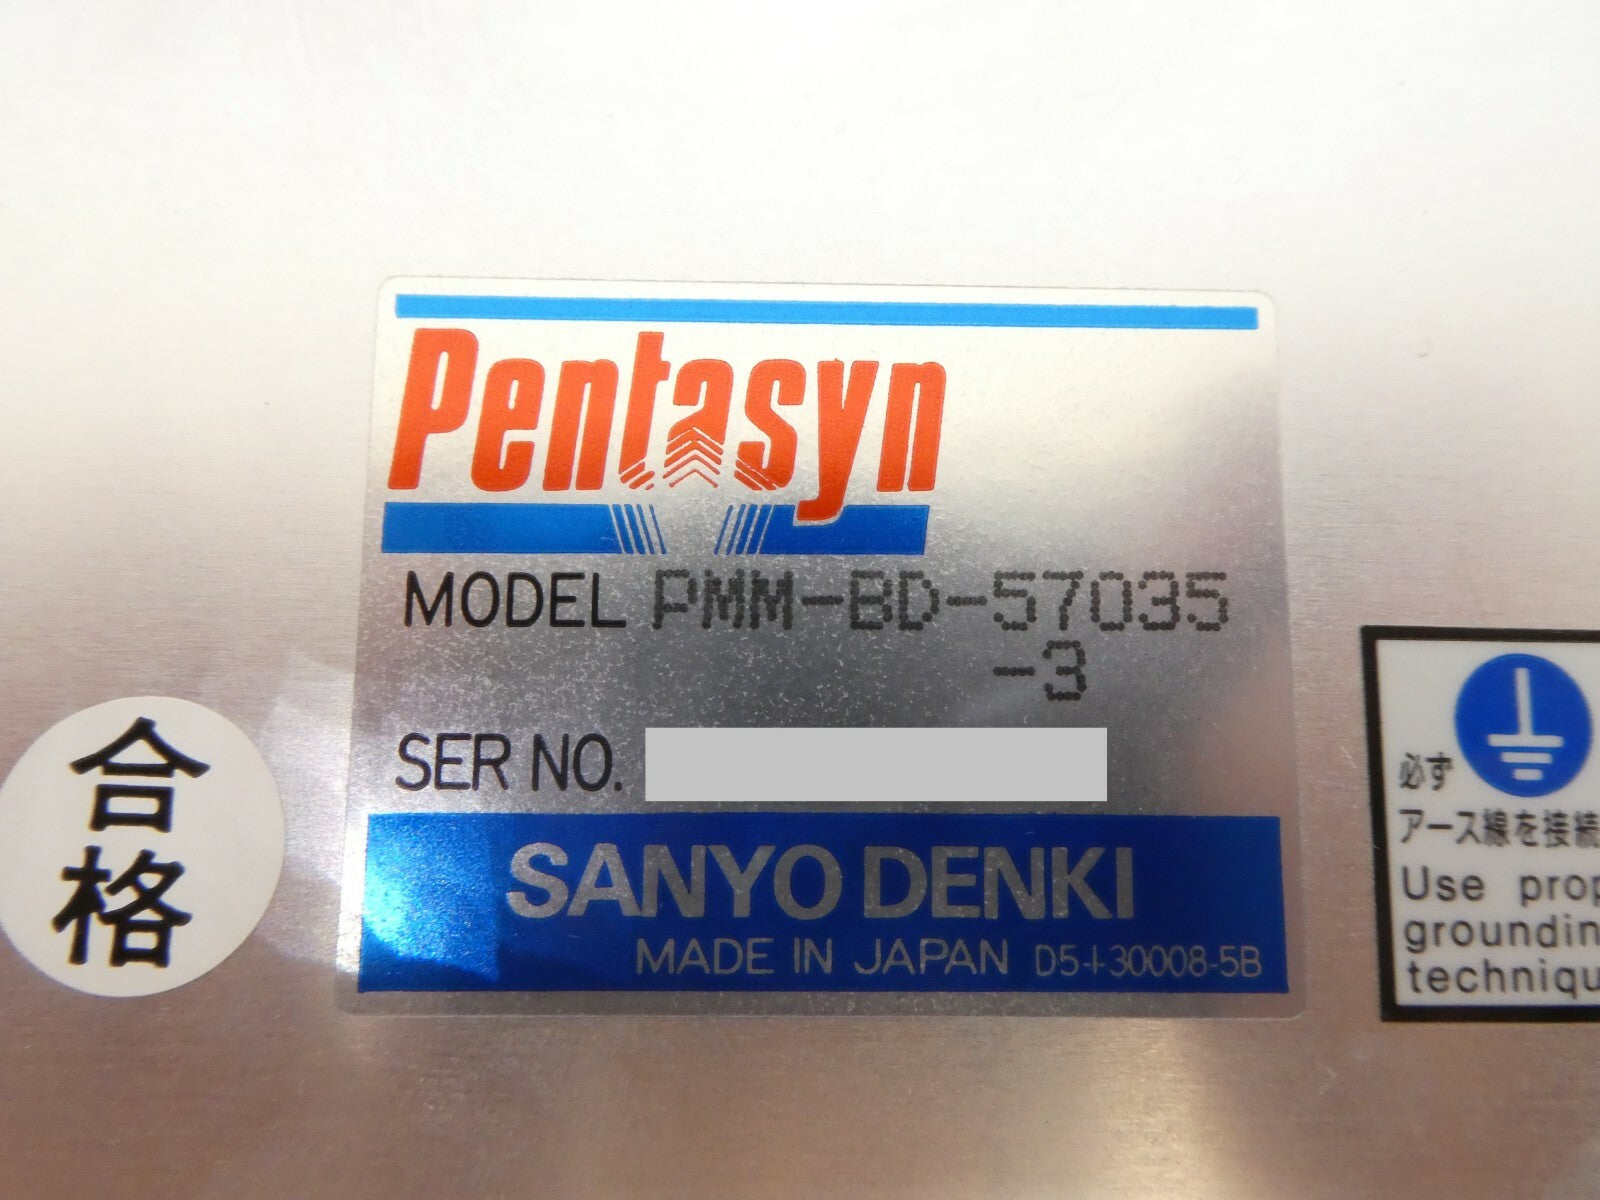 Pentasyn
MODEL PMM-BD-57035
-3
SER NO.
SANYO DENKI
MADE IN JAPAN D5-I-30008-5B
合
格
必ず
アース線を接続
Use prop
groundin
techniqu